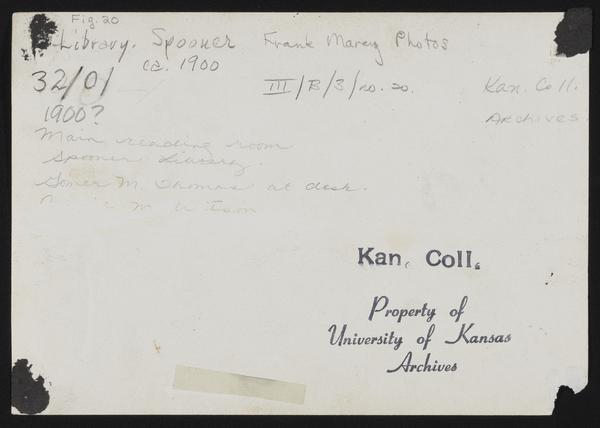 Fig. 20
Library. Spooner Frank Marcy Photos
ca. 1900
32/0/ III/B/3/no. 20. Kan. Coll.
1900? Archives.
Main reading room
Spooner Library.
M. Thomas at desk.
Kan. Coll.
Property of
University of Kansas
Archives